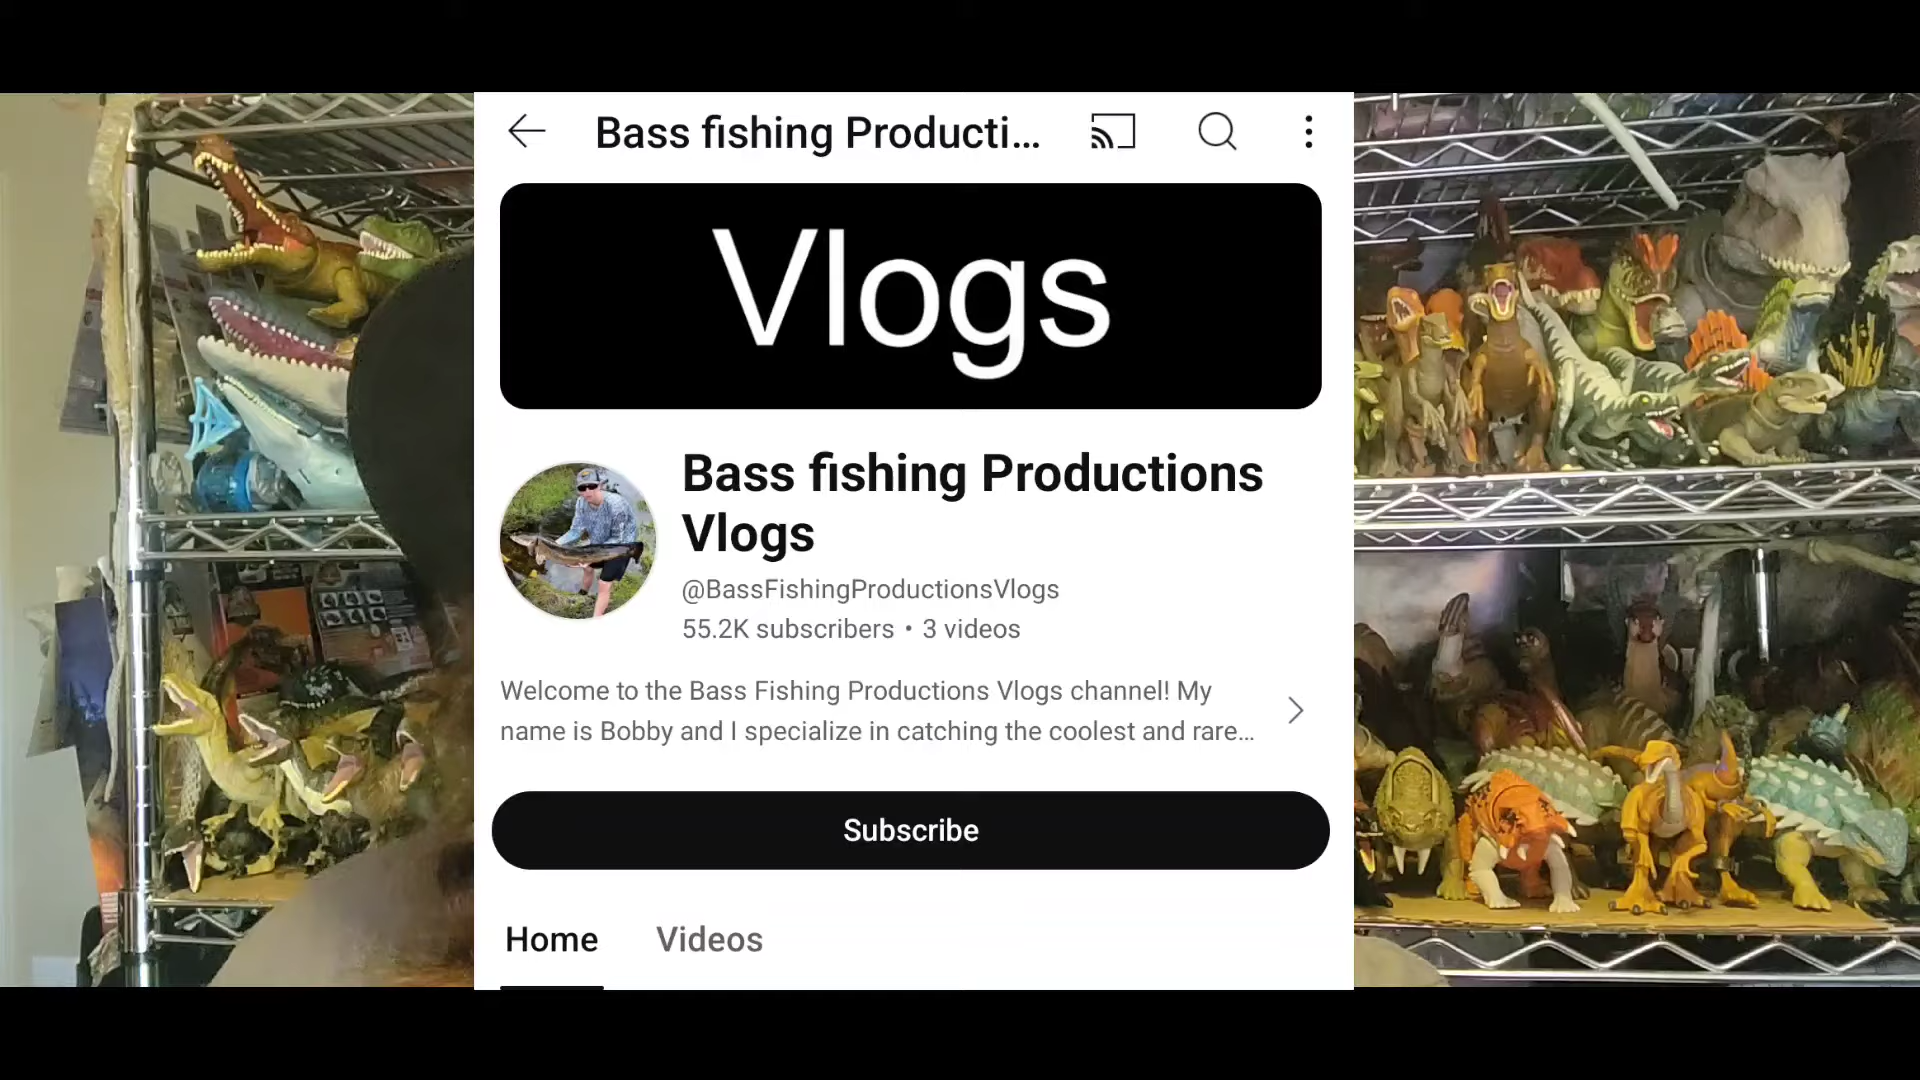 Bass fishing Producti...
Vlogs
Bass fishing Productions
Vlogs
@BassFishingProductionsVlogs
55.2K subscribers • 3 videos
Welcome to the Bass Fishing Productions Vlogs channel! My
name is Bobby and I specialize in catching the coolest and rare...
Subscribe
Home
Videos